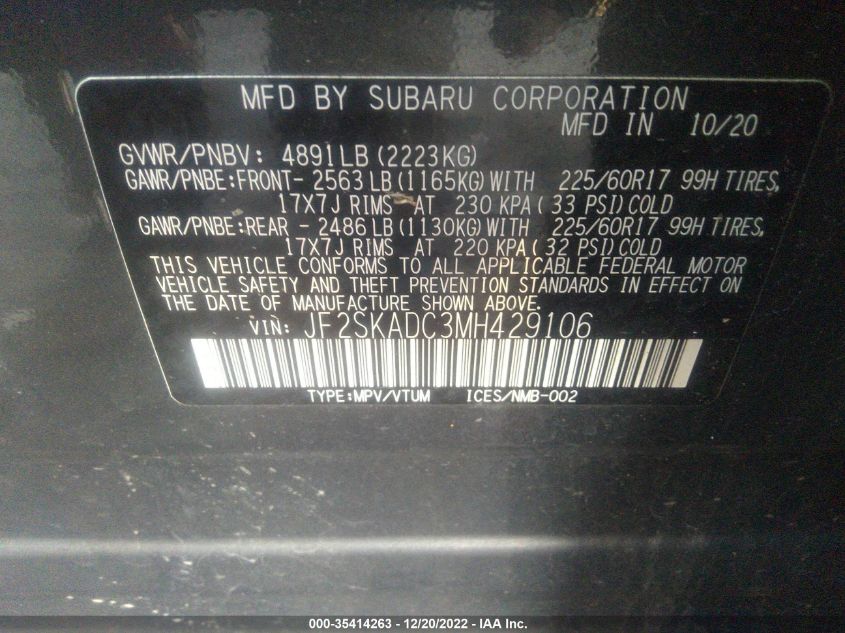 MFD BY SUBARU CORPORATION
MFD IN 10/20
GVWR/PNBV: 4891LB (2223KG)
GAWR/PNBE:FRONT- 2563 LB (1165KG) WITH 225/60R17 99H TIRES,
17X7J RIMS AT 230 KPA ( 33 PSI) COLD
GAWR/PNBE:REAR - 2486 LB (1130KG) WITH 225/60R17 99H TIRES,
17X7J RIMS AT 220 KPA ( 32 PSI) COLD
THIS VEHICLE CONFORMS TO ALL APPLICABLE FEDERAL MOTOR
VEHICLE SAFETY AND THEFT PREVENTION STANDARDS IN EFFECT ON
THE DATE OF MANUFACTURE SHOWN ABOVE.
VIN: JF2SKADC3MH429106
TYPE:MPV/VTUM ICES/NMB-002
000-35414263 - 12/20/2022 - IAA Inc.